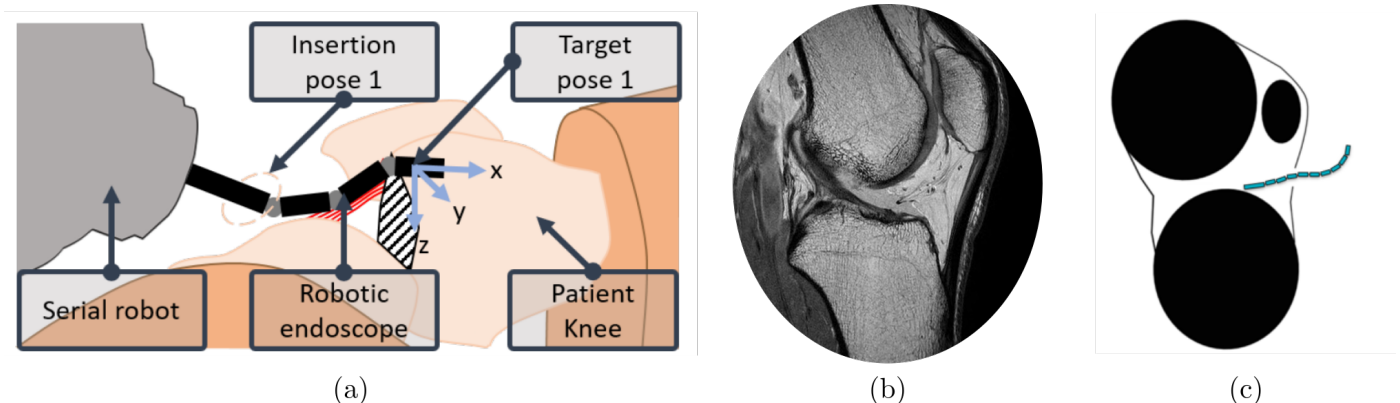 Insertion
pose 1
Target
pose 1
x
y
z
Serial robot
Robotic
endoscope
Patient
Knee
(a)
(b)
(c)